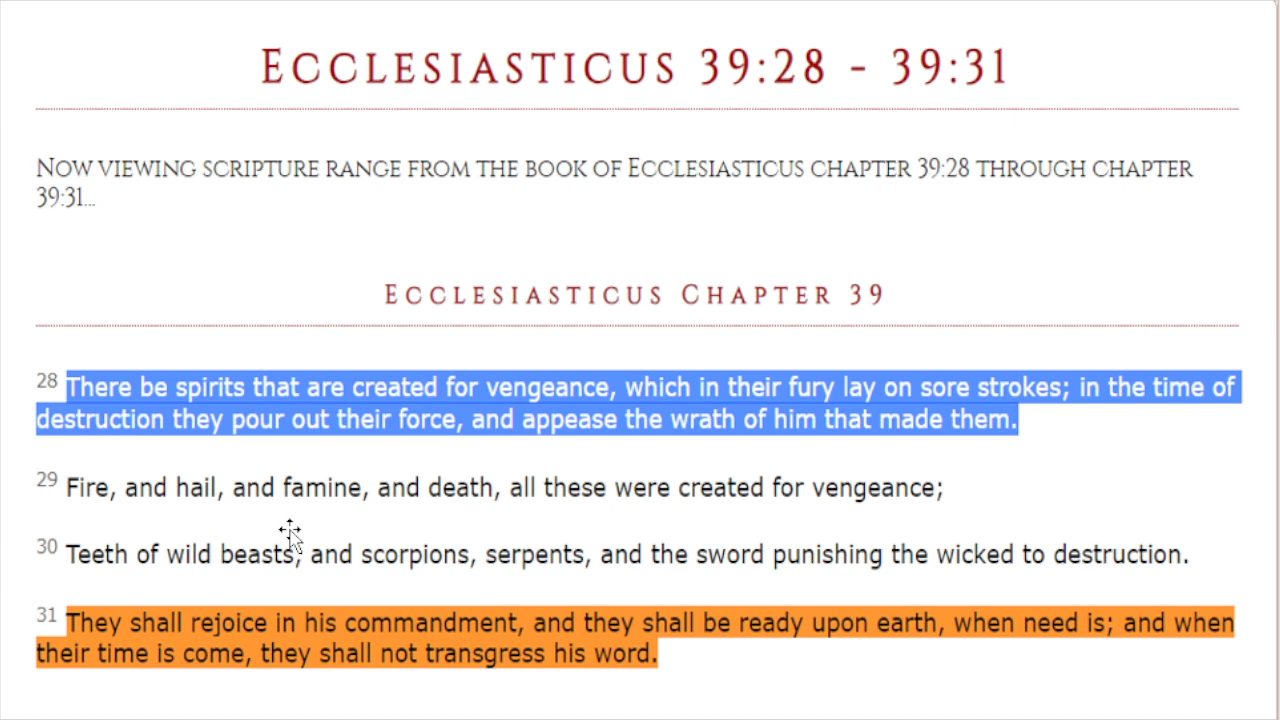 Ecclesiasticus 39:28 - 39:31
Now viewing scripture range from the book of Ecclesiasticus chapter 39:28 through chapter
39:31...
Ecclesiasticus Chapter 39
28 There be spirits that are created for vengeance, which in their fury lay on sore strokes; in the time of
destruction they pour out their force, and appease the wrath of him that made them.
29 Fire, and hail, and famine, and death, all these were created for vengeance;
30 Teeth of wild beasts, and scorpions, serpents, and the sword punishing the wicked to destruction.
31 They shall rejoice in his commandment, and they shall be ready upon earth, when need is; and when
their time is come, they shall not transgress his word.